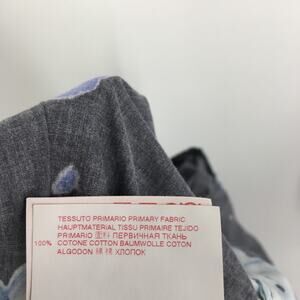 TESSUTO PRIMARIO PRIMARY FABRIC
HAUPTMATERIAL TISSU PRIMAIRE TEJIDO
PRIMARIO 面料 ПЕРВИЧНАЯ ТКАНЬ
100% COTONE COTTON BAUMWOLLE COTON
ALGODON 棉 ХЛОПОК